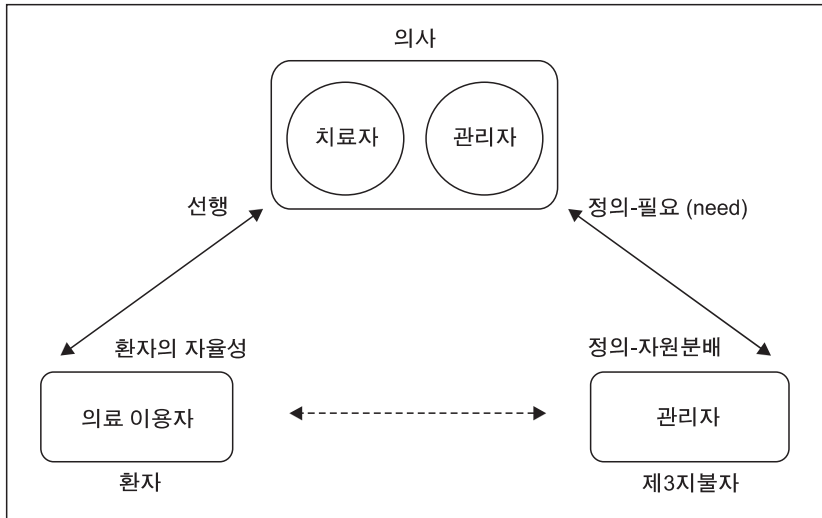 의사
치료자
관리자
선행
정의-필요 (need)
환자의 자율성
정의-자원분배
의료 이용자
관리자
환자
제3지불자